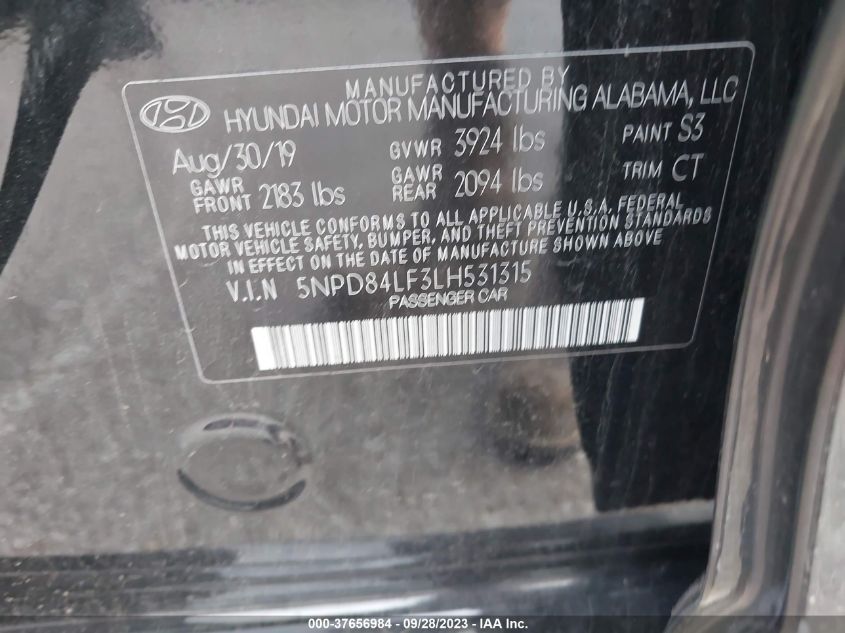 MANUFACTURED BY
HYUNDAI MOTOR MANUFACTURING ALABAMA, LLC
Aug/30/19 GVWR 3924 lbs PAINT S3
GAWR FRONT 2183 lbs GAWR REAR 2094 lbs TRIM CT
THIS VEHICLE CONFORMS TO ALL APPLICABLE U.S.A. FEDERAL
MOTOR VEHICLE SAFETY, BUMPER, AND THEFT PREVENTION STANDARDS
IN EFFECT ON THE DATE OF MANUFACTURE SHOWN ABOVE.
V.I.N 5NPD84LF3LH531315
PASSENGER CAR
000-37656984 - 09/28/2023 - IAA Inc.